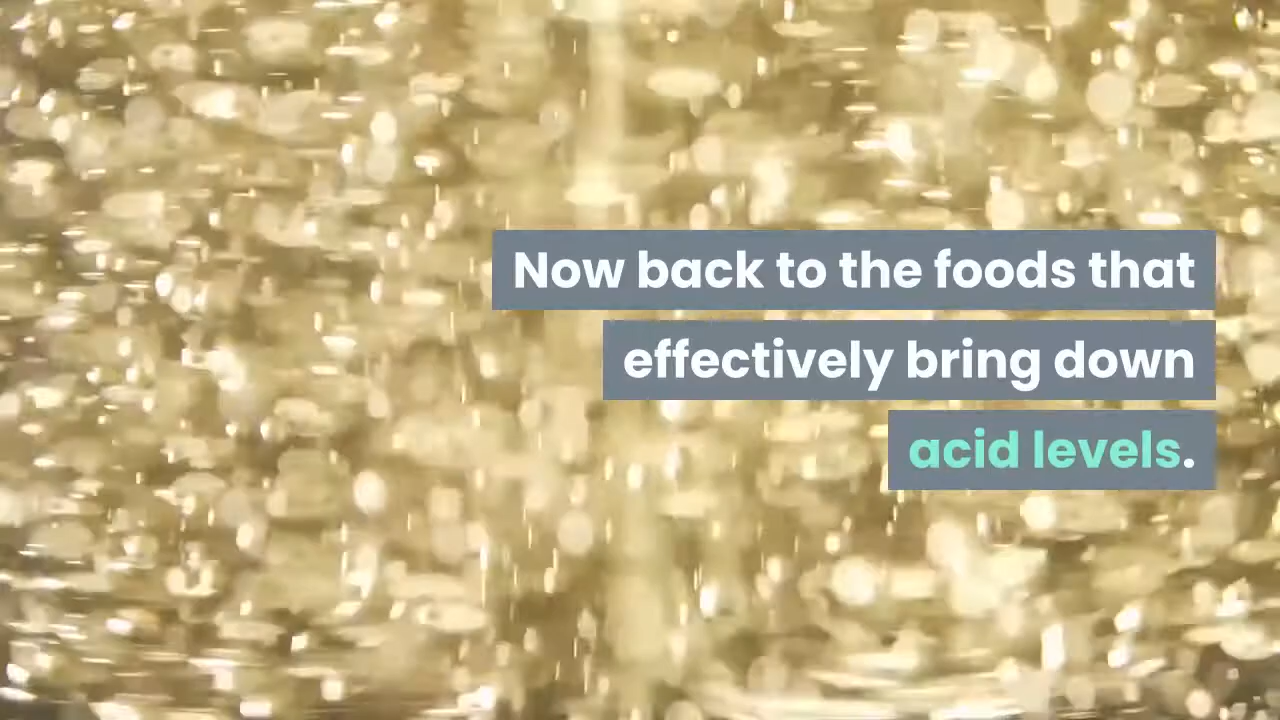 Now back to the foods that
effectively bring down
acid levels.